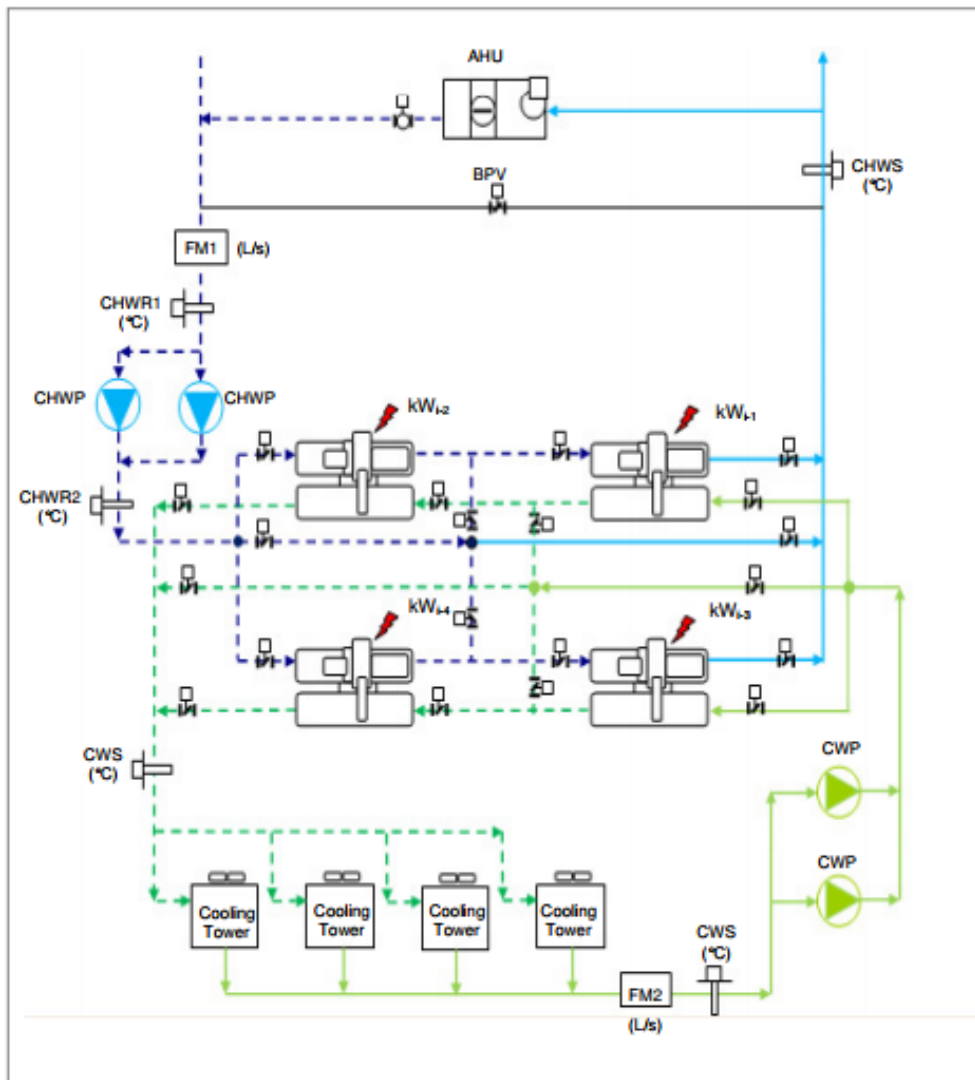 AHU
CHWS
(°C)
BPV
FM1 (L/s)
CHWR1
(°C)
CHWP
CHWP
kWi-2
kWi-1
CHWR2
(°C)
kWi-4
kWi-3
CWS
(°C)
CWP
CWP
Cooling
Tower
Cooling
Tower
Cooling
Tower
Cooling
Tower
CWS
(°C)
FM2
(L/s)